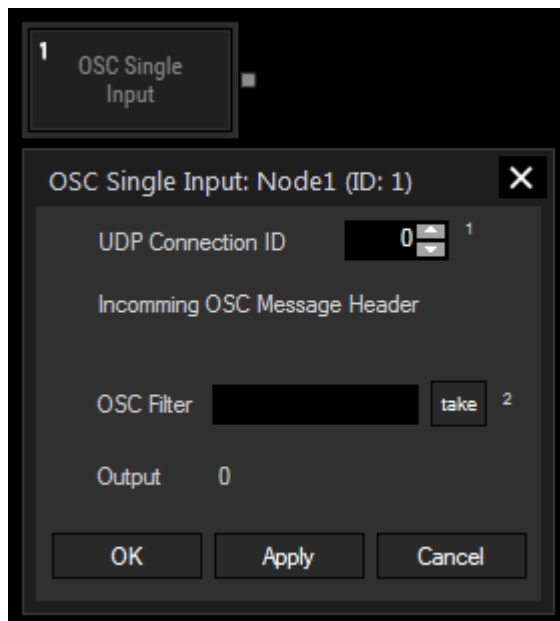 1
OSC Single
Input
OSC Single Input: Node1 (ID: 1)
UDP Connection ID 0 1
Incomming OSC Message Header
OSC Filter take 2
Output 0
OK Apply Cancel